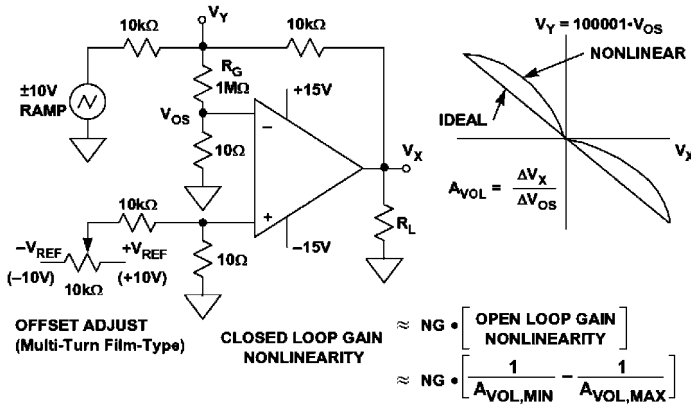 V_Y
10kΩ
10kΩ
R_G
1MΩ
±10V
RAMP
+15V
V_OS
–
10Ω
V_X
10kΩ
+
–15V
R_L
10Ω
–V_REF
+V_REF
(–10V)
(+10V)
10kΩ
OFFSET ADJUST
(Multi-Turn Film-Type)
V_Y = 100001•V_OS
NONLINEAR
IDEAL
V_X
A_VOL = ΔV_X / ΔV_OS
CLOSED LOOP GAIN
NONLINEARITY
≈ NG • [OPEN LOOP GAIN
NONLINEARITY]
≈ NG • [1 / A_VOL,MIN – 1 / A_VOL,MAX]